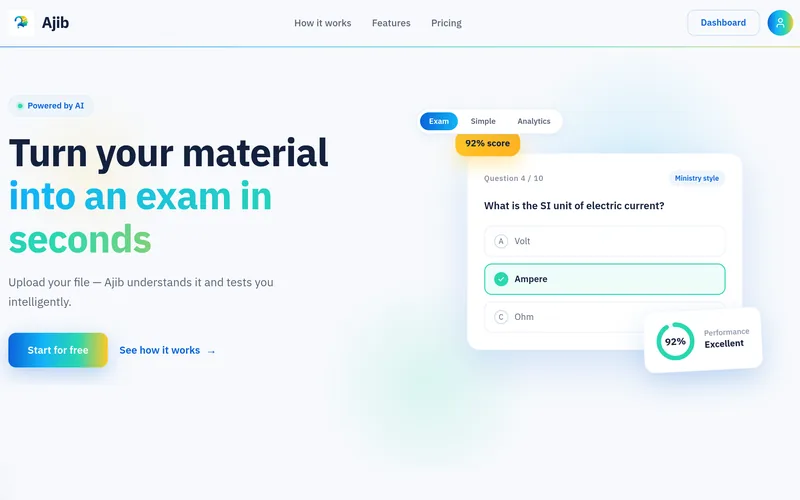 Ajib
How it works
Features
Pricing
Dashboard
Powered by AI
Turn your material
into an exam in
seconds
Upload your file — Ajib understands it and tests you
intelligently.
Start for free
See how it works →
Exam
Simple
Analytics
92% score
Question 4 / 10
Ministry style
What is the SI unit of electric current?
A
Volt
Ampere
C
Ohm
92%
Performance
Excellent